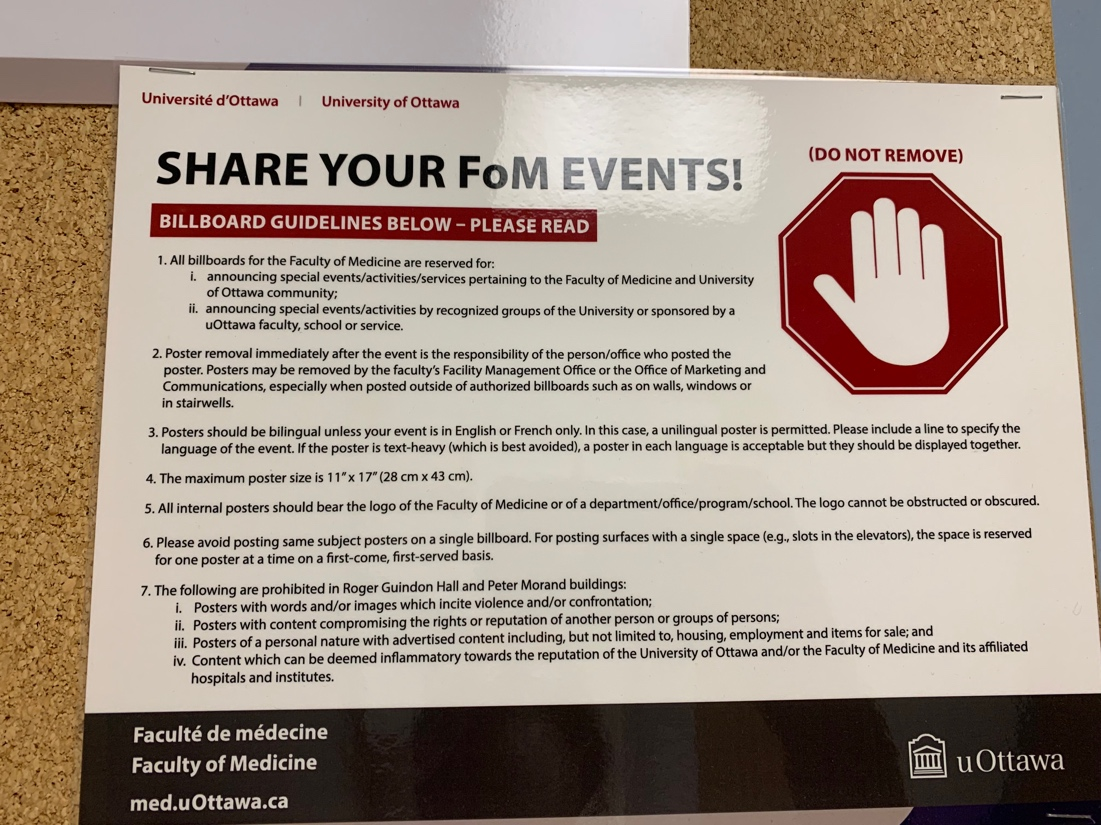 Université d'Ottawa | University of Ottawa
SHARE YOUR FoM EVENTS!
(DO NOT REMOVE)
BILLBOARD GUIDELINES BELOW – PLEASE READ
1. All billboards for the Faculty of Medicine are reserved for:
i. announcing special events/activities/services pertaining to the Faculty of Medicine and University
of Ottawa community;
ii. announcing special events/activities by recognized groups of the University or sponsored by a
uOttawa faculty, school or service.
2. Poster removal immediately after the event is the responsibility of the person/office who posted the
poster. Posters may be removed by the faculty's Facility Management Office or the Office of Marketing and
Communications, especially when posted outside of authorized billboards such as on walls, windows or
in stairwells.
3. Posters should be bilingual unless your event is in English or French only. In this case, a unilingual poster is permitted. Please include a line to specify the
language of the event. If the poster is text-heavy (which is best avoided), a poster in each language is acceptable but they should be displayed together.
4. The maximum poster size is 11" x 17" (28 cm x 43 cm).
5. All internal posters should bear the logo of the Faculty of Medicine or of a department/office/program/school. The logo cannot be obstructed or obscured.
6. Please avoid posting same subject posters on a single billboard. For posting surfaces with a single space (e.g., slots in the elevators), the space is reserved
for one poster at a time on a first-come, first-served basis.
7. The following are prohibited in Roger Guindon Hall and Peter Morand buildings:
i. Posters with words and/or images which incite violence and/or confrontation;
ii. Posters with content compromising the rights or reputation of another person or groups of persons;
iii. Posters of a personal nature with advertised content including, but not limited to, housing, employment and items for sale; and
iv. Content which can be deemed inflammatory towards the reputation of the University of Ottawa and/or the Faculty of Medicine and its affiliated
hospitals and institutes.
Faculté de médecine
Faculty of Medicine
med.uOttawa.ca
uOttawa